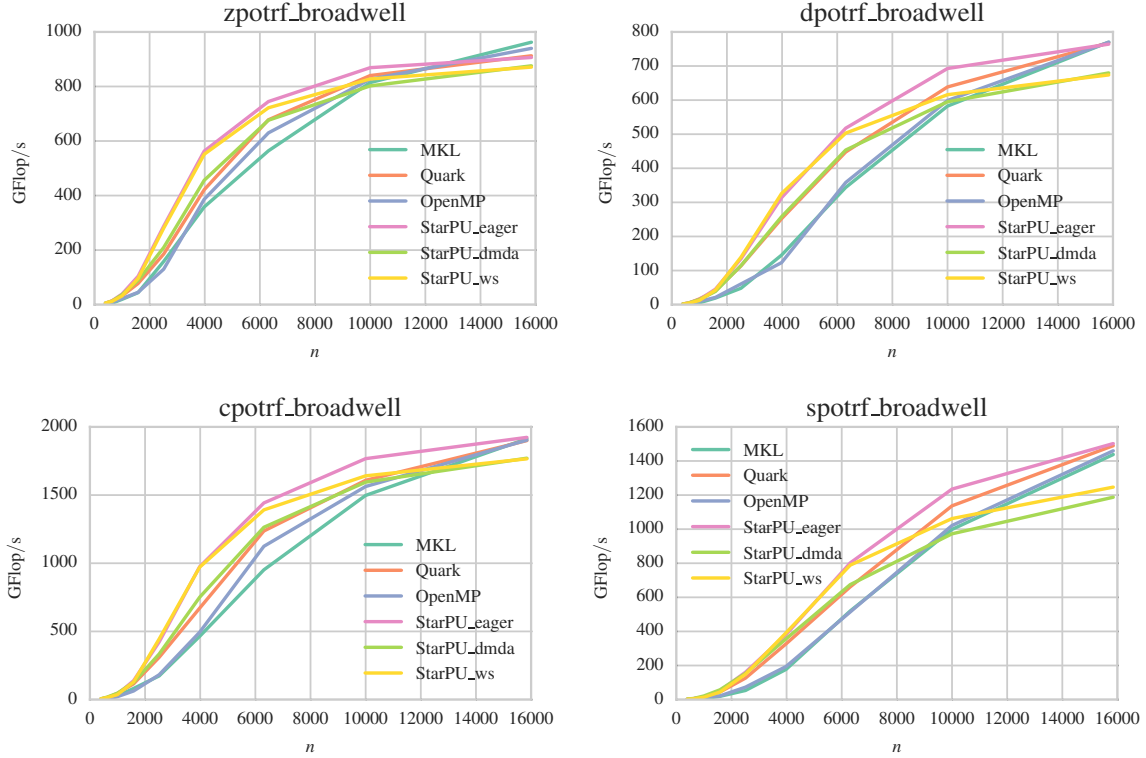 zpotrf_broadwell
1000
800
600
400
200
0
GFlop/s
0 2000 4000 6000 8000 10000 12000 14000 16000
n
MKL
Quark
OpenMP
StarPU_eager
StarPU_dmda
StarPU_ws
dpotrf_broadwell
800
700
600
500
400
300
200
100
0
GFlop/s
0 2000 4000 6000 8000 10000 12000 14000 16000
n
MKL
Quark
OpenMP
StarPU_eager
StarPU_dmda
StarPU_ws
cpotrf_broadwell
2000
1500
1000
500
0
GFlop/s
0 2000 4000 6000 8000 10000 12000 14000 16000
n
MKL
Quark
OpenMP
StarPU_eager
StarPU_dmda
StarPU_ws
spotrf_broadwell
1600
1400
1200
1000
800
600
400
200
0
GFlop/s
0 2000 4000 6000 8000 10000 12000 14000 16000
n
MKL
Quark
OpenMP
StarPU_eager
StarPU_dmda
StarPU_ws